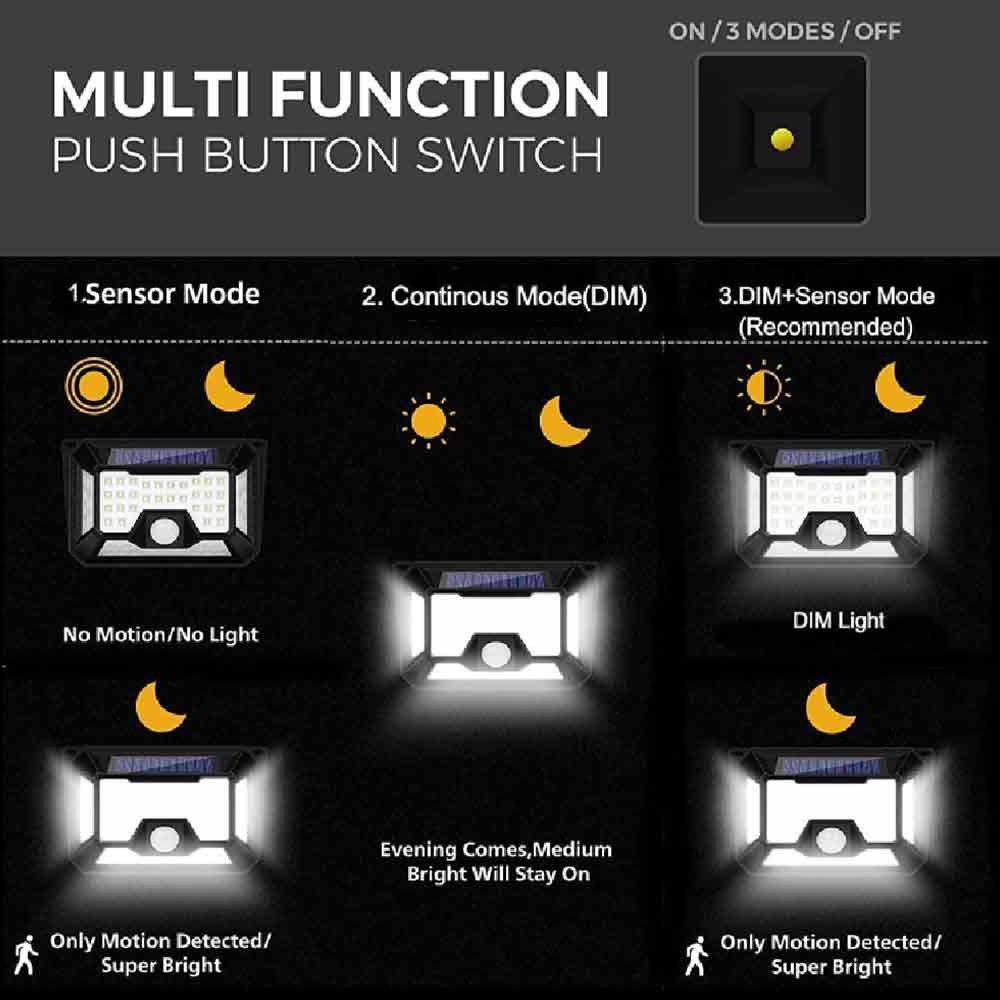 ON / 3 MODES / OFF
MULTI FUNCTION
PUSH BUTTON SWITCH
1.Sensor Mode
2. Continous Mode(DIM)
3.DIM+Sensor Mode
(Recommended)
No Motion/No Light
DIM Light
Evening Comes,Medium
Bright Will Stay On
Only Motion Detected/
Super Bright
Only Motion Detected/
Super Bright